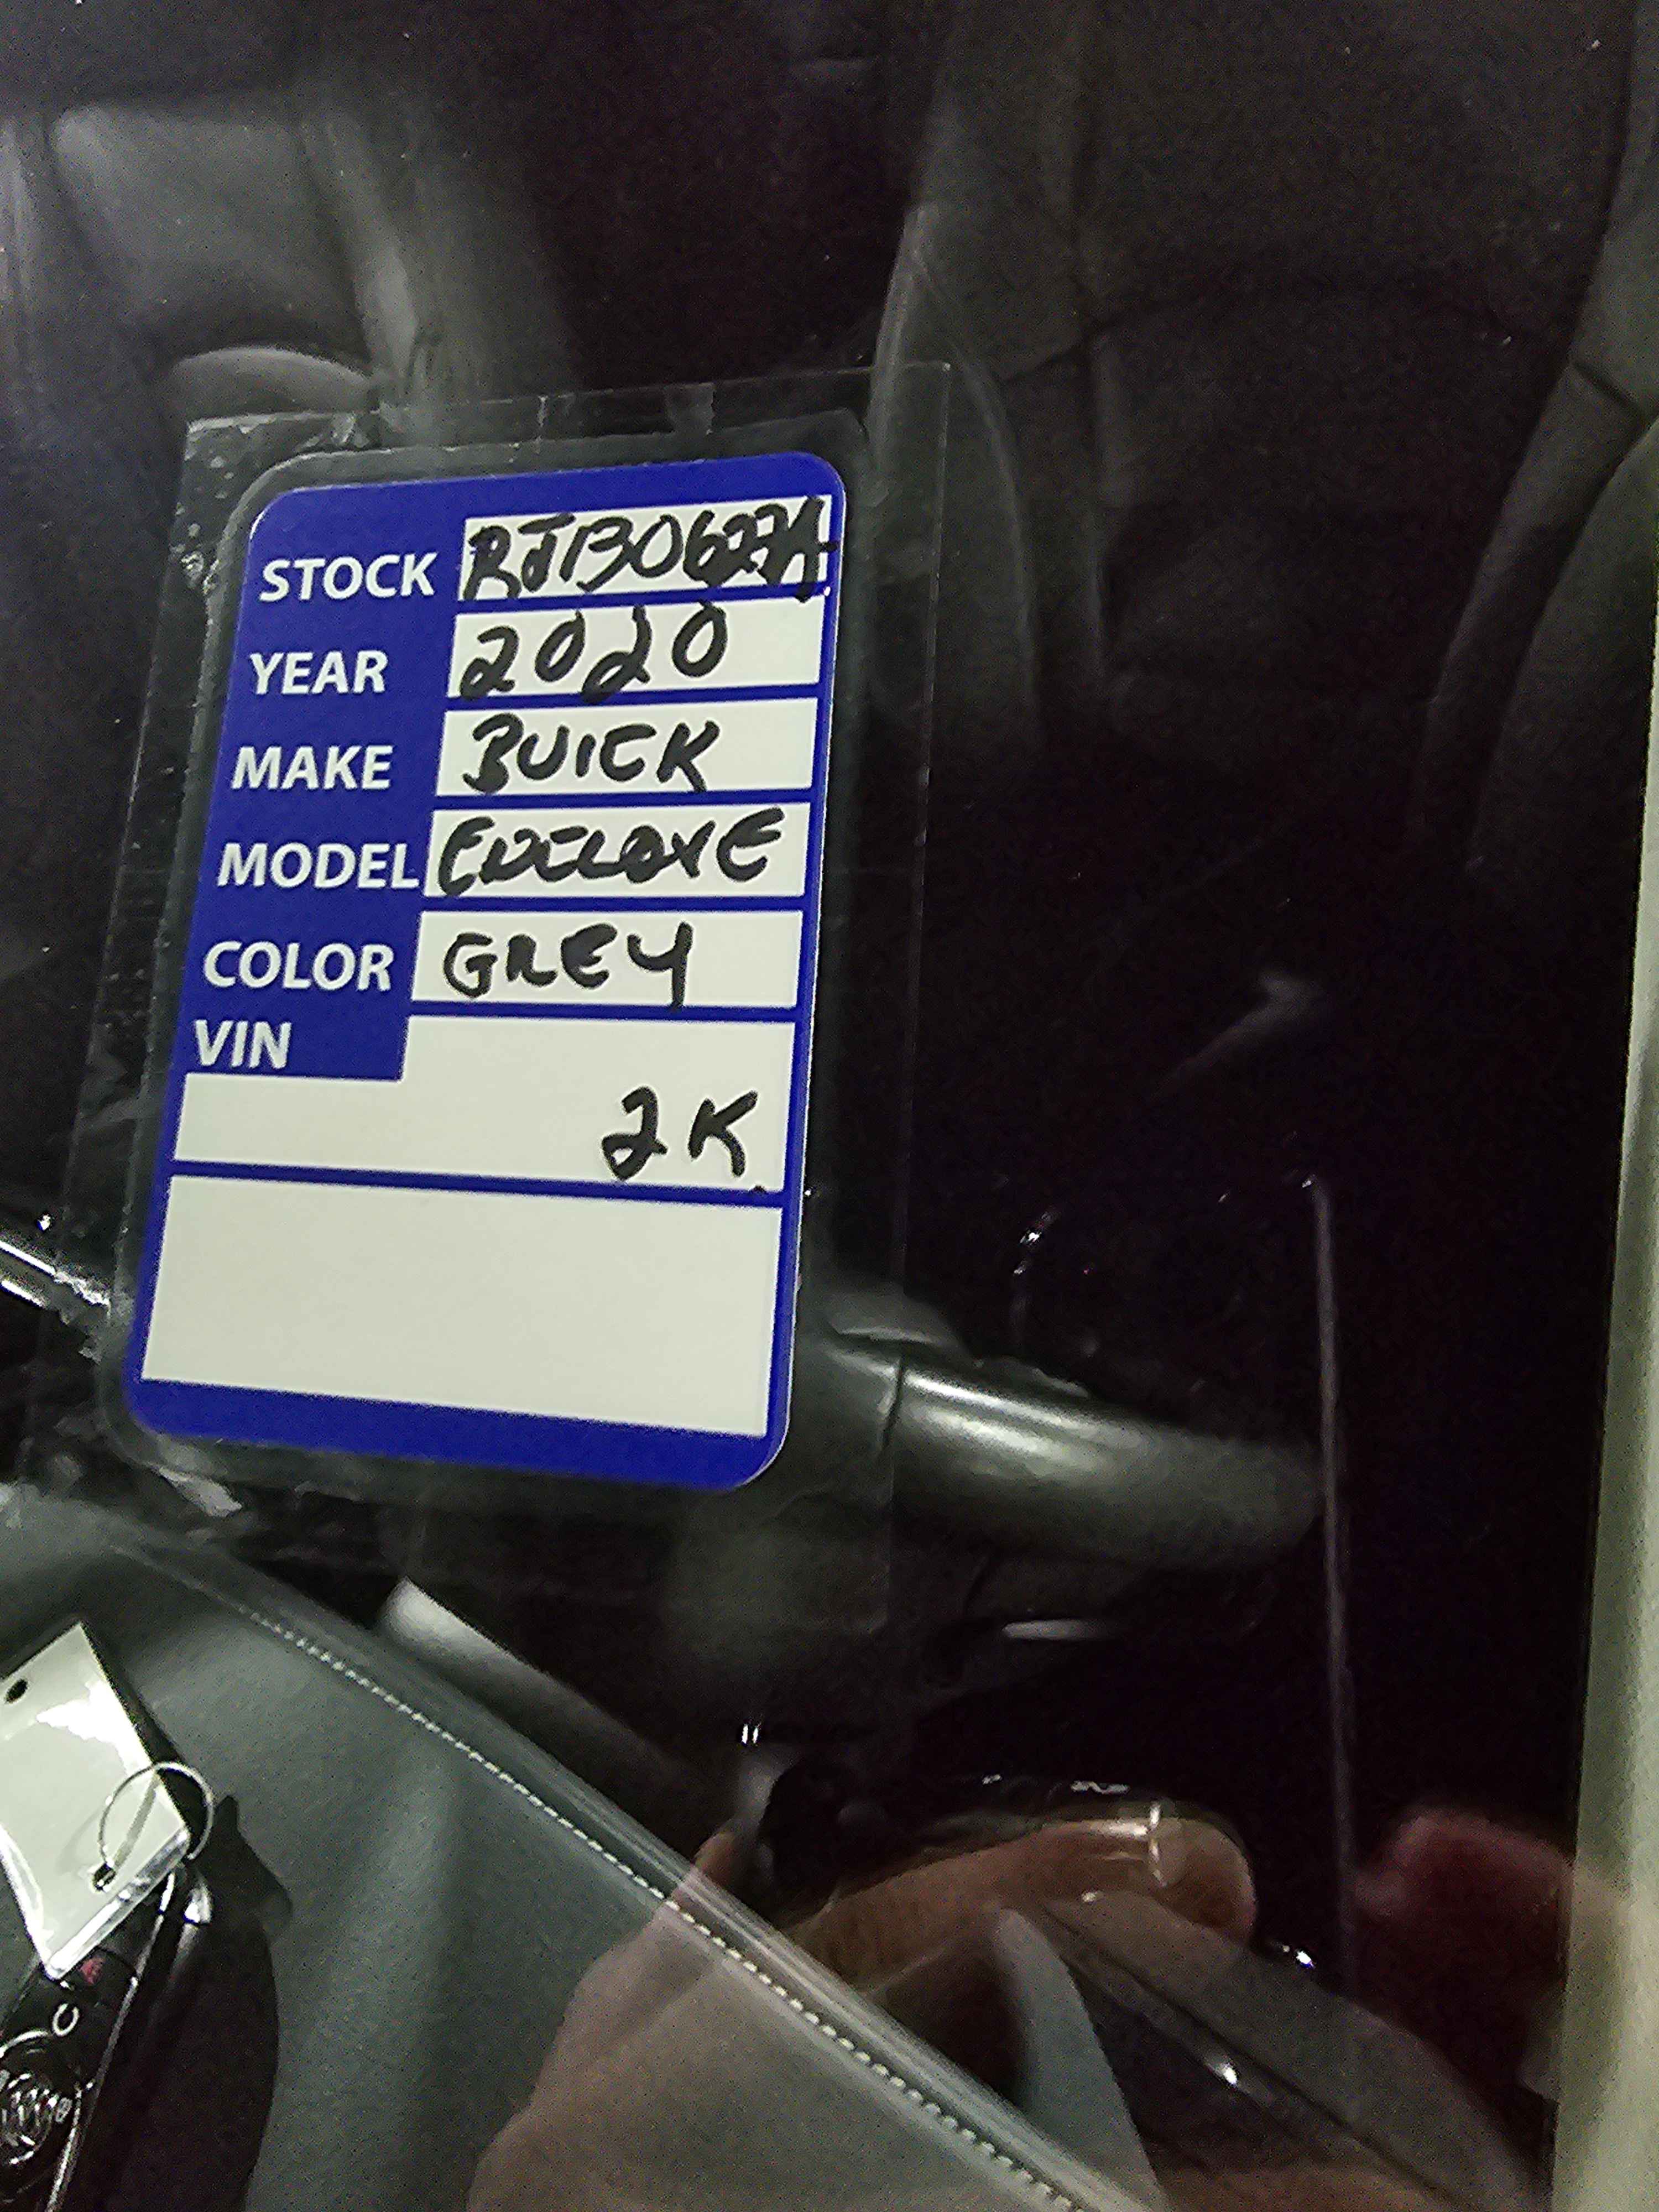 STOCK
YEAR 2020
MAKE BUICK
MODEL
COLOR GREY
VIN
2K